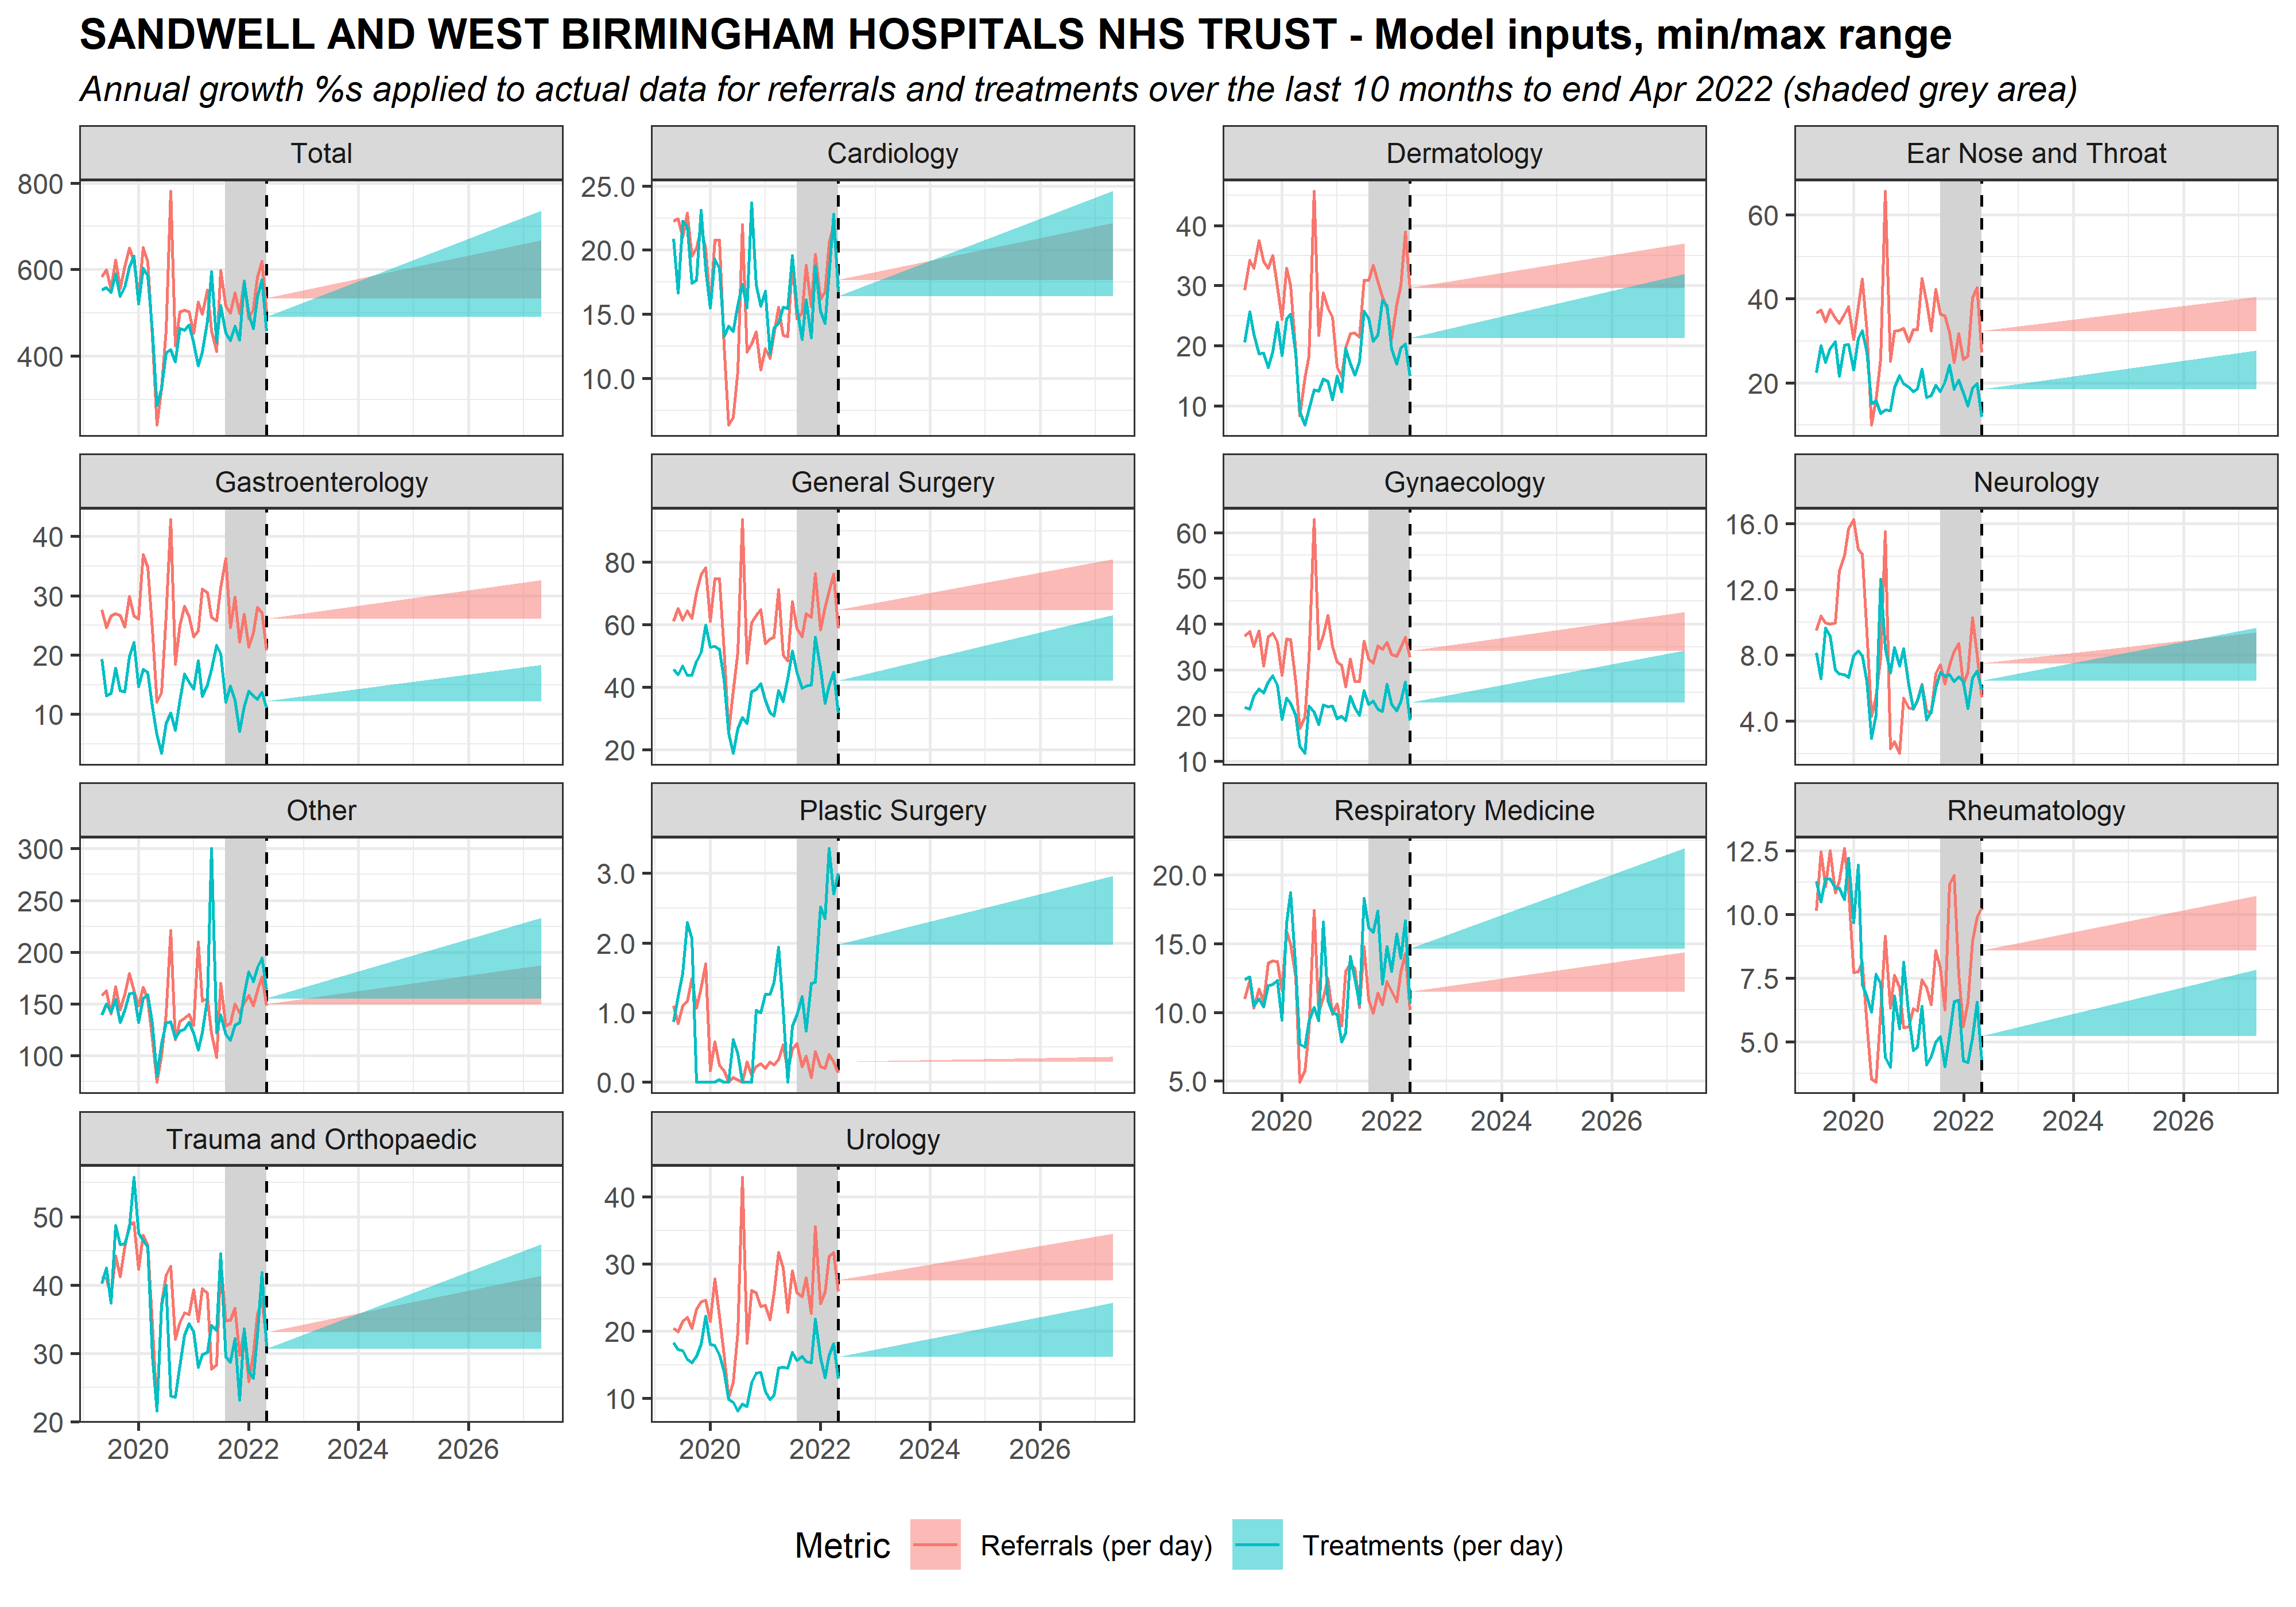 SANDWELL AND WEST BIRMINGHAM HOSPITALS NHS TRUST - Model inputs, min/max range
Annual growth %s applied to actual data for referrals and treatments over the last 10 months to end Apr 2022 (shaded grey area)
Total
800
600
400
Cardiology
25.0
20.0
15.0
10.0
Dermatology
40
30
20
10
Ear Nose and Throat
60
40
20
Gastroenterology
40
30
20
10
General Surgery
80
60
40
20
Gynaecology
60
50
40
30
20
10
Neurology
16.0
12.0
8.0
4.0
Other
300
250
200
150
100
Plastic Surgery
3.0
2.0
1.0
0.0
Respiratory Medicine
20.0
15.0
10.0
5.0
2020 2022 2024 2026
Rheumatology
12.5
10.0
7.5
5.0
2020 2022 2024 2026
Trauma and Orthopaedic
50
40
30
20
2020 2022 2024 2026
Urology
40
30
20
10
2020 2022 2024 2026
Metric Referrals (per day) Treatments (per day)